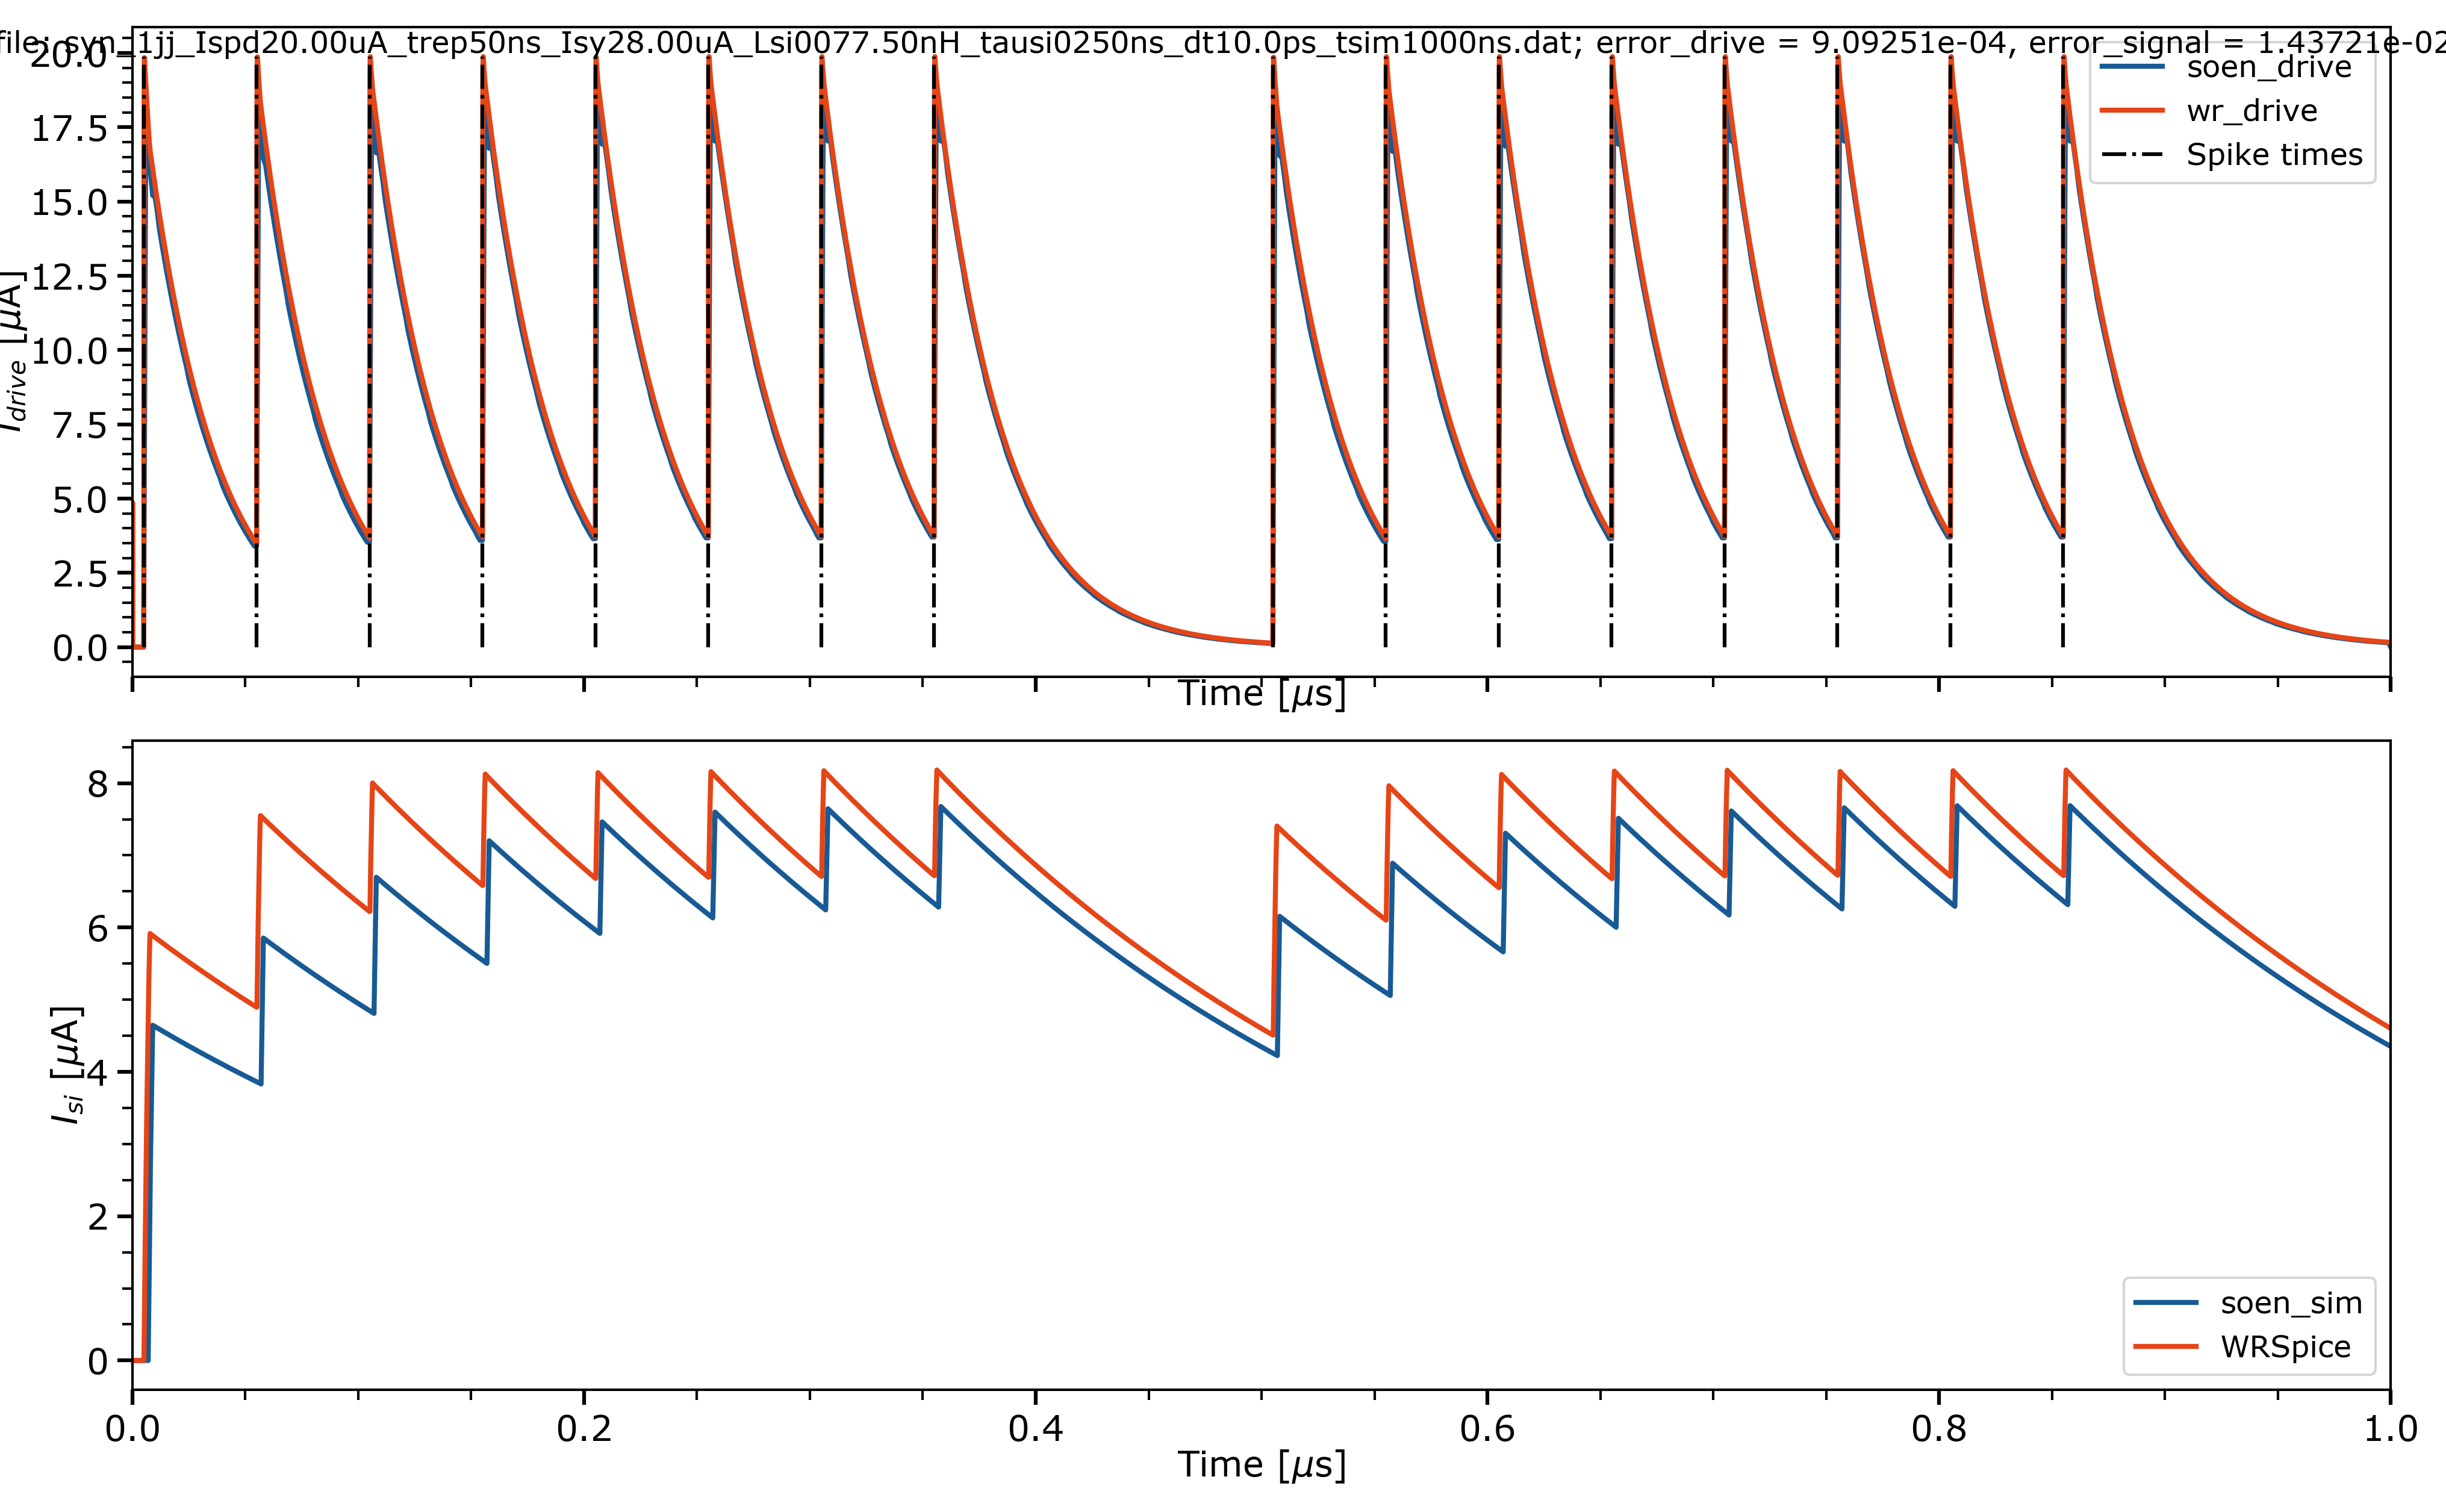 file: syn_1jj_Ispd20.00uA_trep50ns_Isy28.00uA_Lsi0077.50nH_tausi0250ns_dt10.0ps_tsim1000ns.dat; error_drive = 9.09251e-04, error_signal = 1.43721e-02
20.0
17.5
15.0
12.5
10.0
7.5
5.0
2.5
0.0
I_drive [μA]
soen_drive
wr_drive
Spike times
Time [μs]
8
6
4
2
0
I_si [μA]
soen_sim
WRSpice
0.0 0.2 0.4 0.6 0.8 1.0
Time [μs]